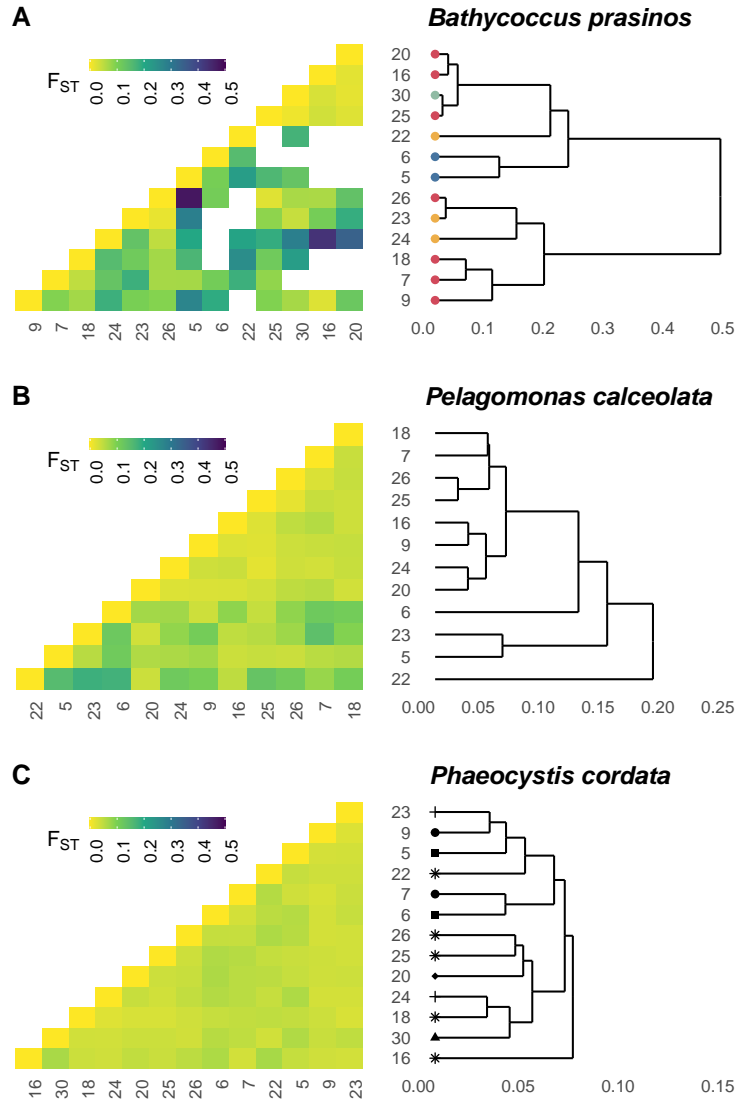 A
Bathycoccus prasinos
F_ST
0.0 0.1 0.2 0.3 0.4 0.5
20
16
30
25
22
6
5
26
23
24
18
7
9
9 7 18 24 23 26 5 6 22 25 30 16 20
0.0 0.1 0.2 0.3 0.4 0.5
B
Pelagomonas calceolata
F_ST
0.0 0.1 0.2 0.3 0.4 0.5
18
7
26
25
16
9
24
20
6
23
5
22
22 5 23 6 20 24 9 16 25 26 7 18
0.00 0.05 0.10 0.15 0.20 0.25
C
Phaeocystis cordata
F_ST
0.0 0.1 0.2 0.3 0.4 0.5
23
9
5
22
7
6
26
25
20
24
18
30
16
16 30 18 24 20 25 26 6 7 22 5 9 23
0.00 0.05 0.10 0.15